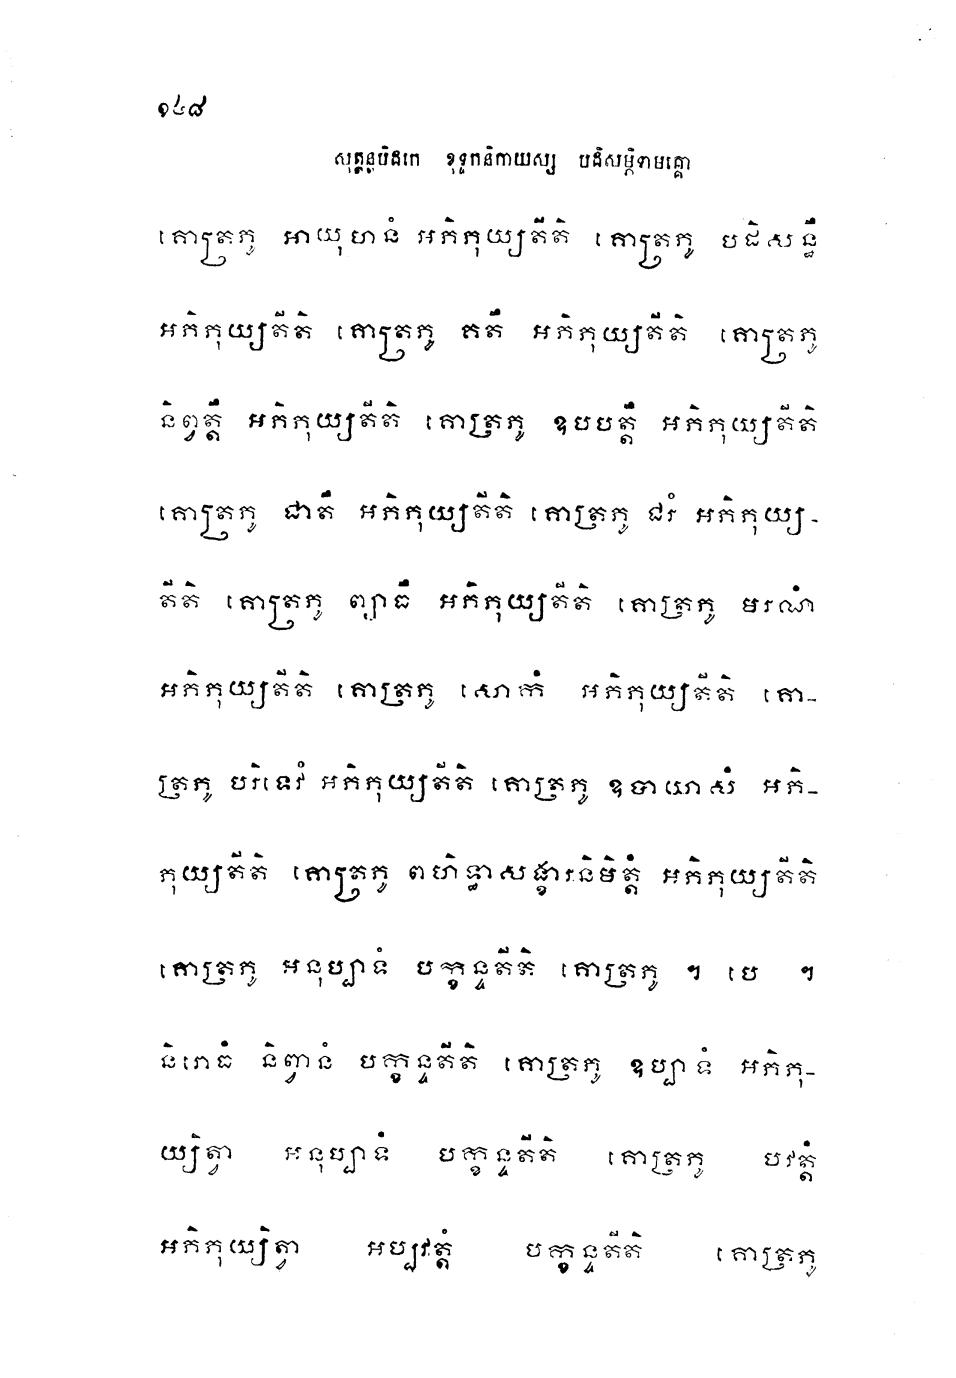 ១៤៨
សុត្តន្តបិដកេ ខុទ្ទកនិកាយស្ស បដិសម្ភិទាមគ្គោ
គោត្រភូ អាយុហនំ អភិភុយ្យតីតិ គោត្រភូ បដិសន្ធឹ
អភិភុយ្យតីតិ គោត្រភូ គតឹ អភិភុយ្យតីតិ គោត្រភូ
និព្វត្តឹ អភិភុយ្យតីតិ គោត្រភូ ឧបបត្តឹ អភិភុយ្យតីតិ
គោត្រភូ ជាតឹ អភិភុយ្យតីតិ គោត្រភូ ជរំ អភិភុយ្យ-
តីតិ គោត្រភូ ព្យាធឹ អភិភុយ្យតីតិ គោត្រភូ មរណំ
អភិភុយ្យតីតិ គោត្រភូ សោកំ អភិភុយ្យតីតិ គោ-
ត្រភូ បរិទេវំ អភិភុយ្យតីតិ គោត្រភូ ឧបាយាសំ អភិ-
ភុយ្យតីតិ គោត្រភូ ពហិទ្ធាសង្ខារនិមិត្តំ អភិភុយ្យតីតិ
គោត្រភូ អនុប្បាទំ បក្ខន្ទតីតិ គោត្រភូ ។ បេ ។
និរោធំ និព្វានំ បក្ខន្ទតីតិ គោត្រភូ ឧប្បាទំ អភិភុ-
យ្យិត្វា អនុប្បាទំ បក្ខន្ទតីតិ គោត្រភូ បវត្តំ
អភិភុយ្យិត្វា អប្បវត្តំ បក្ខន្ទតីតិ គោត្រភូ